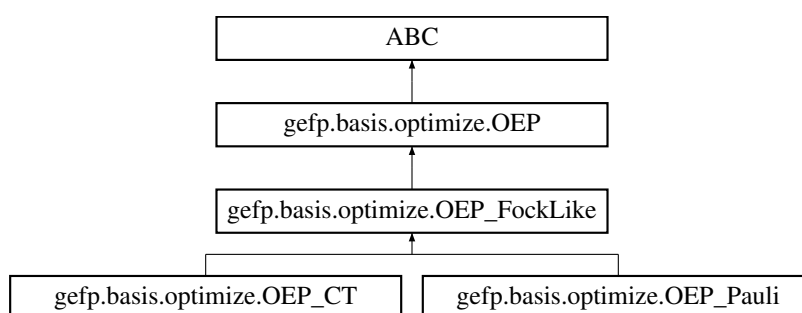 ABC
gefp.basis.optimize.OEP
gefp.basis.optimize.OEP_FockLike
gefp.basis.optimize.OEP_CT
gefp.basis.optimize.OEP_Pauli